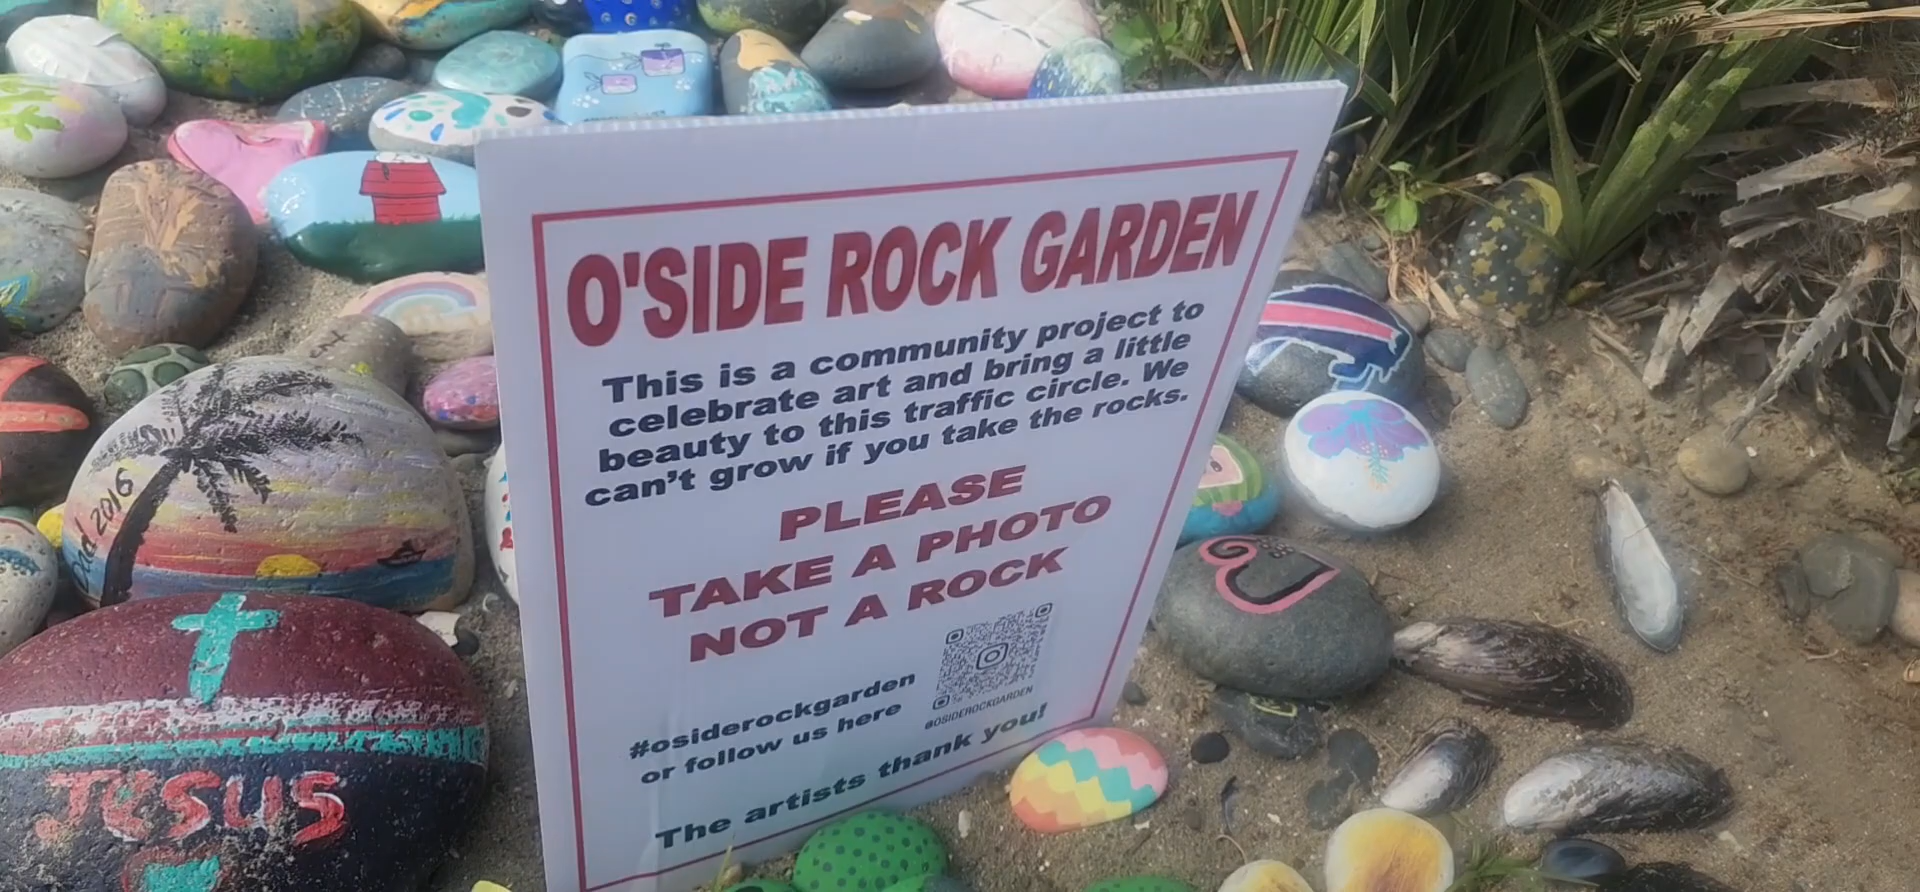 O'SIDE ROCK GARDEN
This is a community project to
celebrate art and bring a little
beauty to this traffic circle. We
can't grow if you take the rocks.
PLEASE
TAKE A PHOTO
NOT A ROCK
#osiderockgarden
or follow us here
@OSIDEROCKGARDEN
The artists thank you!
Dad 2016
Jesus